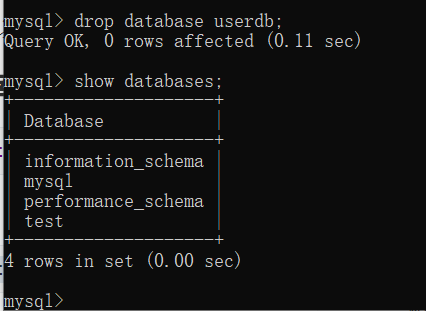 mysql> drop database userdb;
Query OK, 0 rows affected (0.11 sec)
mysql> show databases;
+--------------------+
| Database           |
+--------------------+
| information_schema |
| mysql              |
| performance_schema |
| test               |
+--------------------+
4 rows in set (0.00 sec)
mysql>